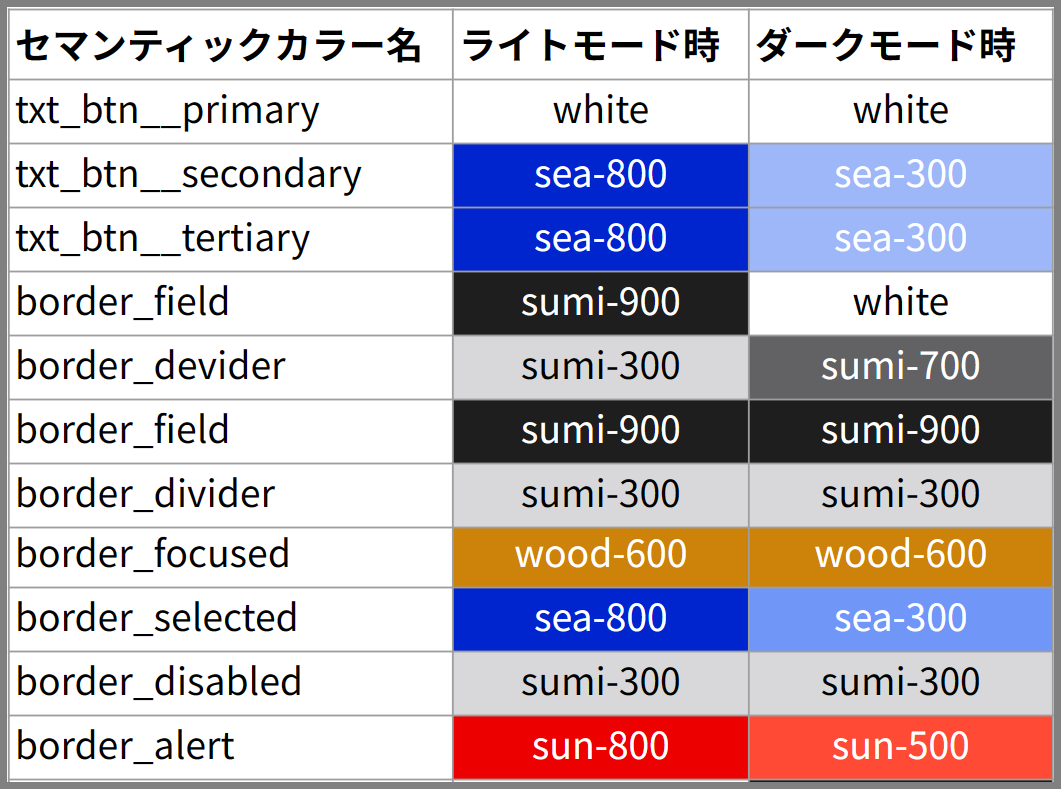 セマンティックカラー名 ライトモード時 ダークモード時
txt_btn__primary white white
txt_btn__secondary sea-800 sea-300
txt_btn__tertiary sea-800 sea-300
border_field sumi-900 white
border_devider sumi-300 sumi-700
border_field sumi-900 sumi-900
border_divider sumi-300 sumi-300
border_focused wood-600 wood-600
border_selected sea-800 sea-300
border_disabled sumi-300 sumi-300
border_alert sun-800 sun-500